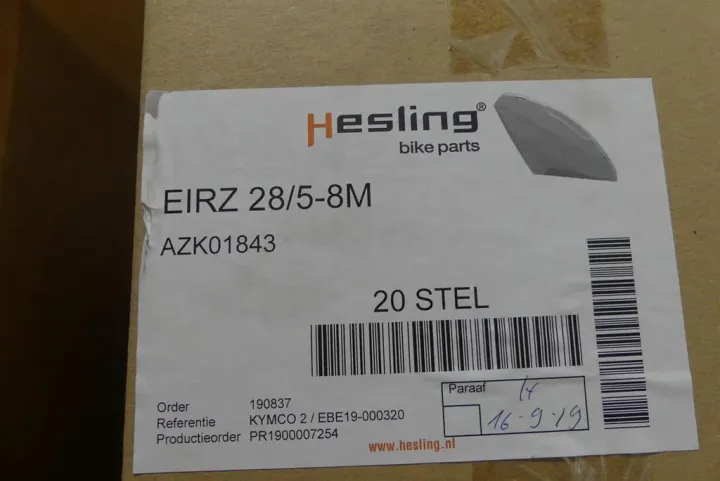 Hesling®
bike parts
EIRZ 28/5-8M
AZK01843
20 STEL
Order 190837
Referentie KYMCO 2 / EBE19-000320
Productieorder PR1900007254
Paraaf
16-9-19
www.hesling.nl